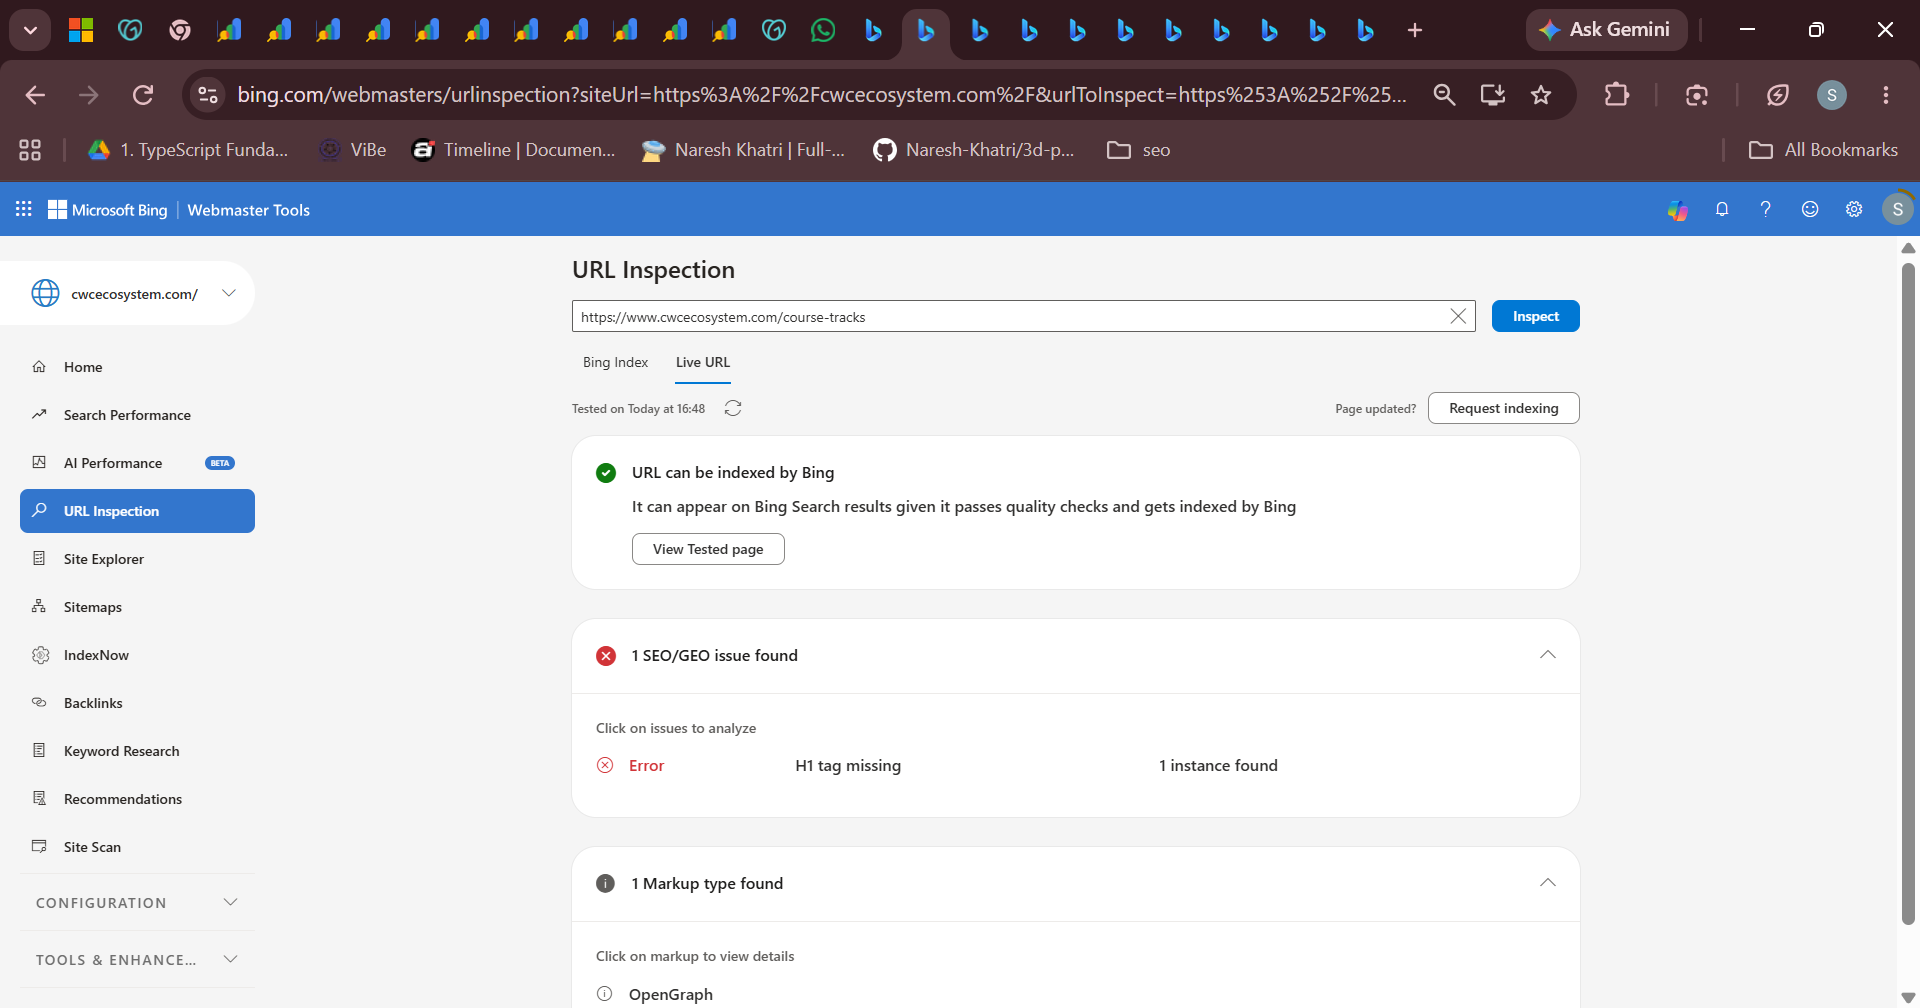 Ask Gemini
bing.com/webmasters/urlinspection?siteUrl=https%3A%2F%2Fcwcecosystem.com%2F&urlToInspect=https%253A%252F%25...
S
1. TypeScript Funda...
ViBe
Timeline | Documen...
Naresh Khatri | Full-...
Naresh-Khatri/3d-p...
seo
All Bookmarks
Microsoft Bing | Webmaster Tools
S
cwcecosystem.com/
Home
Search Performance
AI Performance BETA
URL Inspection
Site Explorer
Sitemaps
IndexNow
Backlinks
Keyword Research
Recommendations
Site Scan
CONFIGURATION
TOOLS & ENHANCE...
URL Inspection
https://www.cwcecosystem.com/course-tracks
Inspect
Bing Index
Live URL
Tested on Today at 16:48
Page updated?
Request indexing
URL can be indexed by Bing
It can appear on Bing Search results given it passes quality checks and gets indexed by Bing
View Tested page
1 SEO/GEO issue found
Click on issues to analyze
Error H1 tag missing 1 instance found
1 Markup type found
Click on markup to view details
OpenGraph